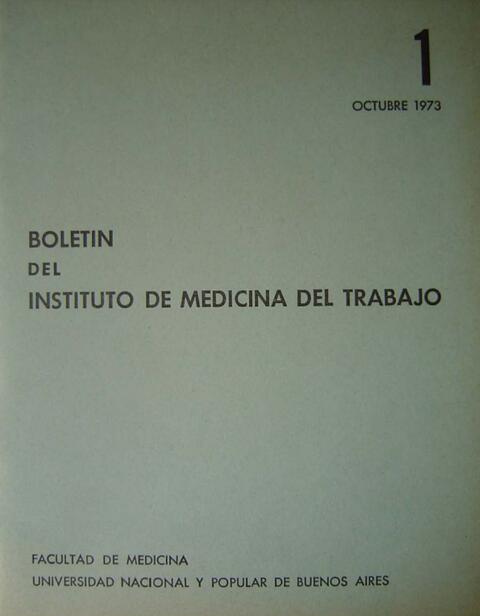 1
OCTUBRE 1973
BOLETIN
DEL
INSTITUTO DE MEDICINA DEL TRABAJO
FACULTAD DE MEDICINA
UNIVERSIDAD NACIONAL Y POPULAR DE BUENOS AIRES